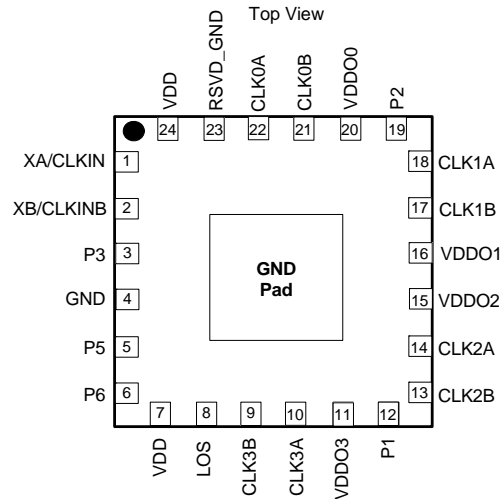 Top View
VDD
RSVD_GND
CLK0A
CLK0B
VDDO0
P2
24
23
22
21
20
19
XA/CLKIN
1
XB/CLKINB
2
P3
3
GND
4
P5
5
P6
6
GND
Pad
18
CLK1A
17
CLK1B
16
VDDO1
15
VDDO2
14
CLK2A
13
CLK2B
7
8
9
10
11
12
VDD
LOS
CLK3B
CLK3A
VDDO3
P1